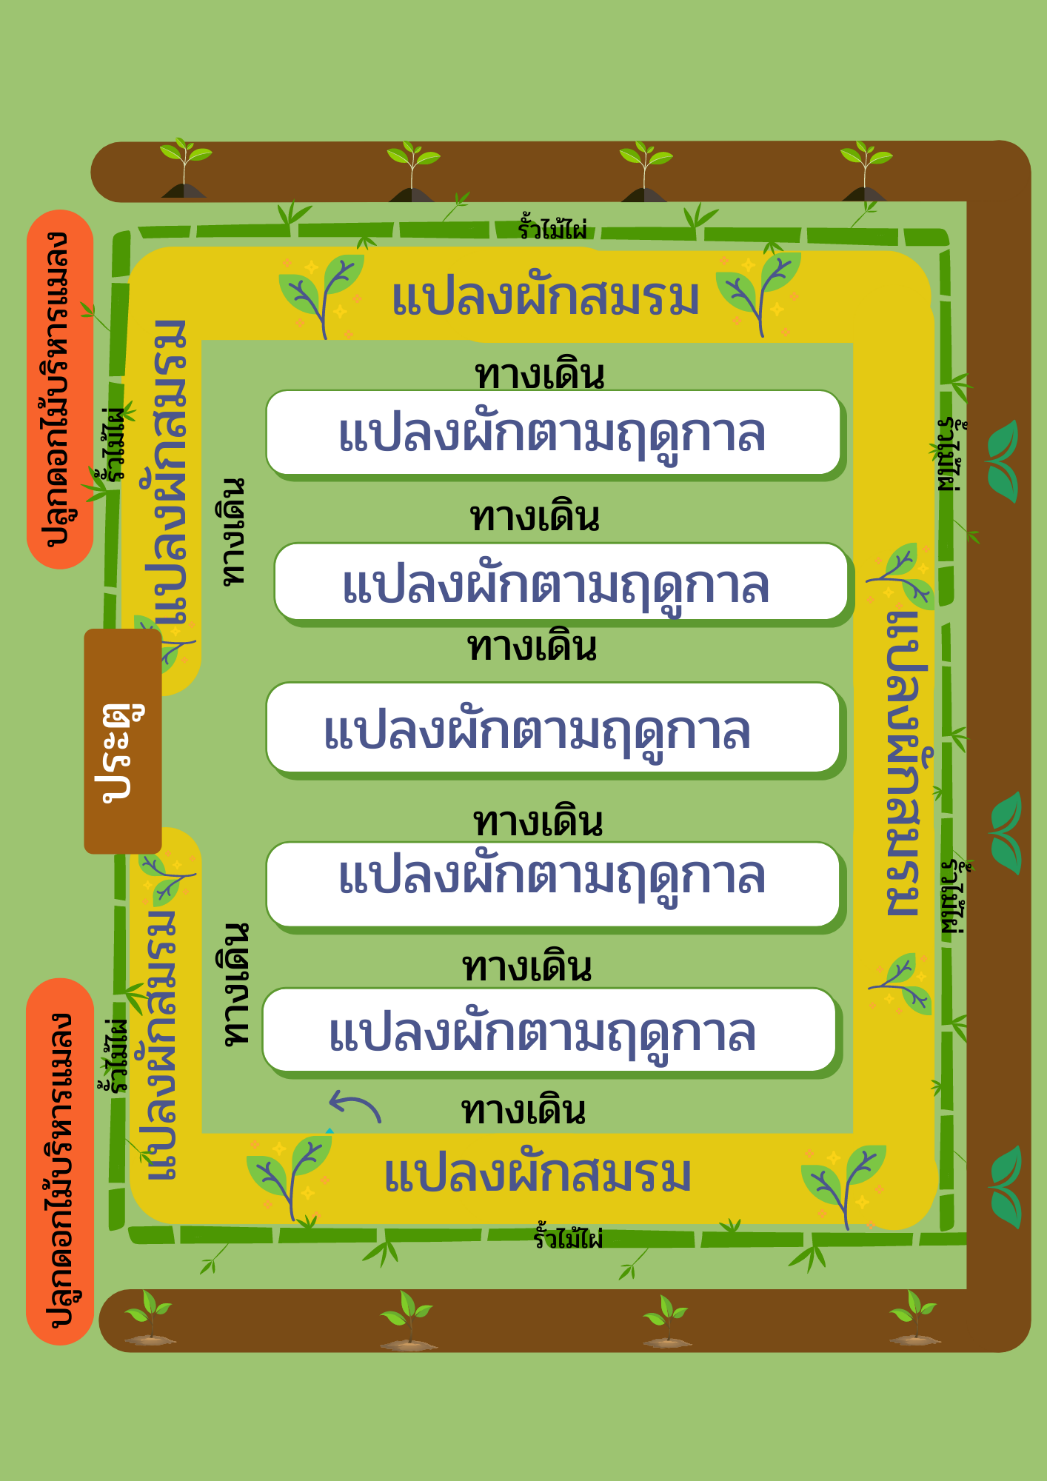 รั้วไม้ไผ่
แปลงผักสมรม
ปลูกดอกไม้บริหารแมลง
รั้วไม้ไผ่
แปลงผักสมรม
ทางเดิน
แปลงผักตามฤดูกาล
รั้วไม้ไผ่
ทางเดิน
ทางเดิน
แปลงผักตามฤดูกาล
ทางเดิน
แปลงผักสมรม
ประตู
แปลงผักตามฤดูกาล
ทางเดิน
แปลงผักตามฤดูกาล
รั้วไม้ไผ่
ทางเดิน
ทางเดิน
แปลงผักตามฤดูกาล
ปลูกดอกไม้บริหารแมลง
รั้วไม้ไผ่
แปลงผักสมรม
ทางเดิน
แปลงผักสมรม
รั้วไม้ไผ่